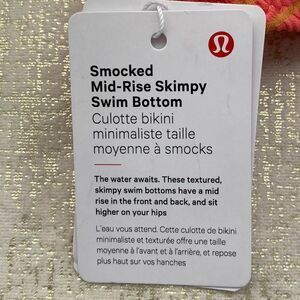 Smocked
Mid-Rise Skimpy
Swim Bottom
Culotte bikini
minimaliste taille
moyenne à smocks
The water awaits. These textured,
skimpy swim bottoms have a mid
rise in the front and back, and sit
higher on your hips
L'eau vous attend. Cette culotte de bikini
minimaliste et texturée offre une taille
moyenne à l'avant et à l'arrière, et repose
plus haut sur vos hanches